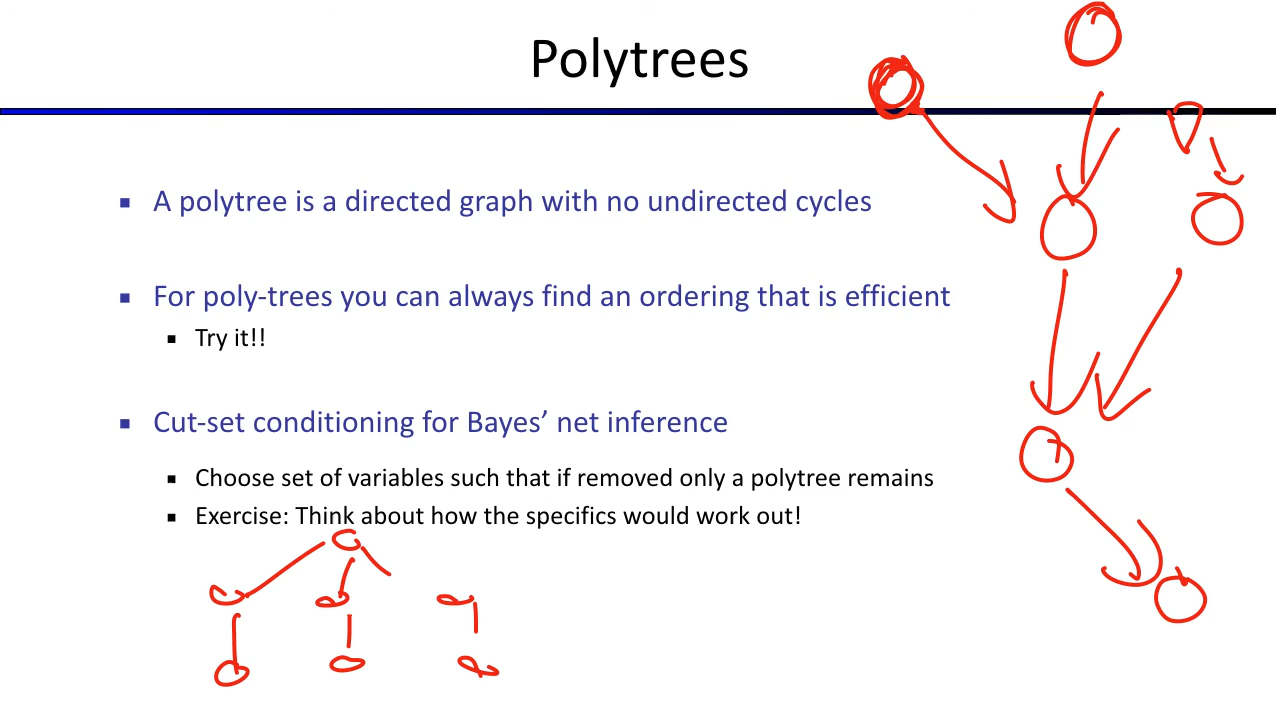 Polytrees
A polytree is a directed graph with no undirected cycles
For poly-trees you can always find an ordering that is efficient
Try it!!
Cut-set conditioning for Bayes’ net inference
Choose set of variables such that if removed only a polytree remains
Exercise: Think about how the specifics would work out!